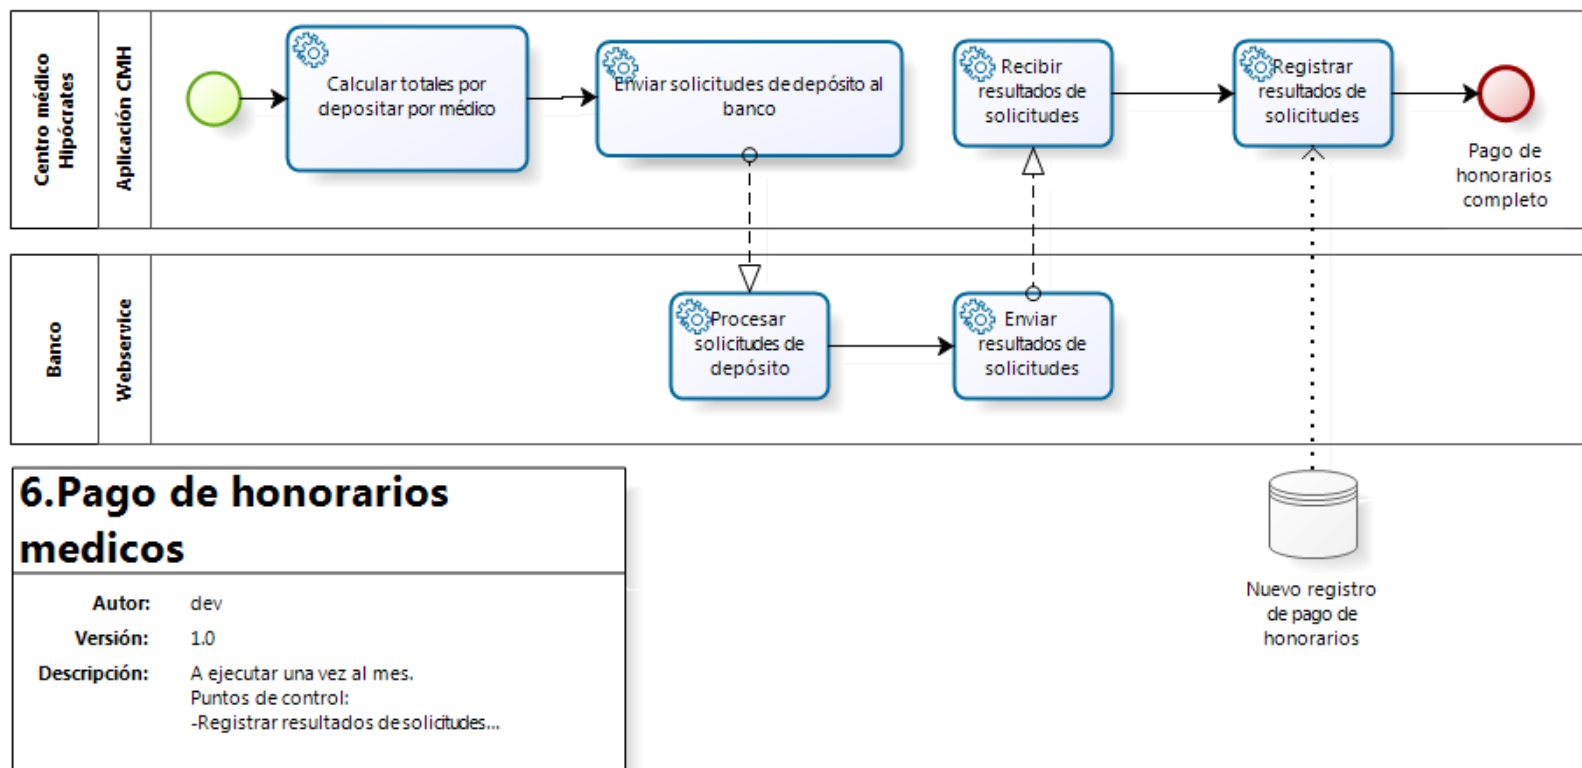 Centro médico
Hipócrates
Aplicación CMH
Calcular totales por
depositar por médico
Enviar solicitudes de depósito al
banco
Recibir
resultados de
solicitudes
Registrar
resultados de
solicitudes
Pago de
honorarios
completo
Banco
Webservice
Procesar
solicitudes de
depósito
Enviar
resultados de
solicitudes
Nuevo registro
de pago de
honorarios
6.Pago de honorarios
medicos
Autor: dev
Versión: 1.0
Descripción: A ejecutar una vez al mes.
Puntos de control:
-Registrar resultados de solicitudes...